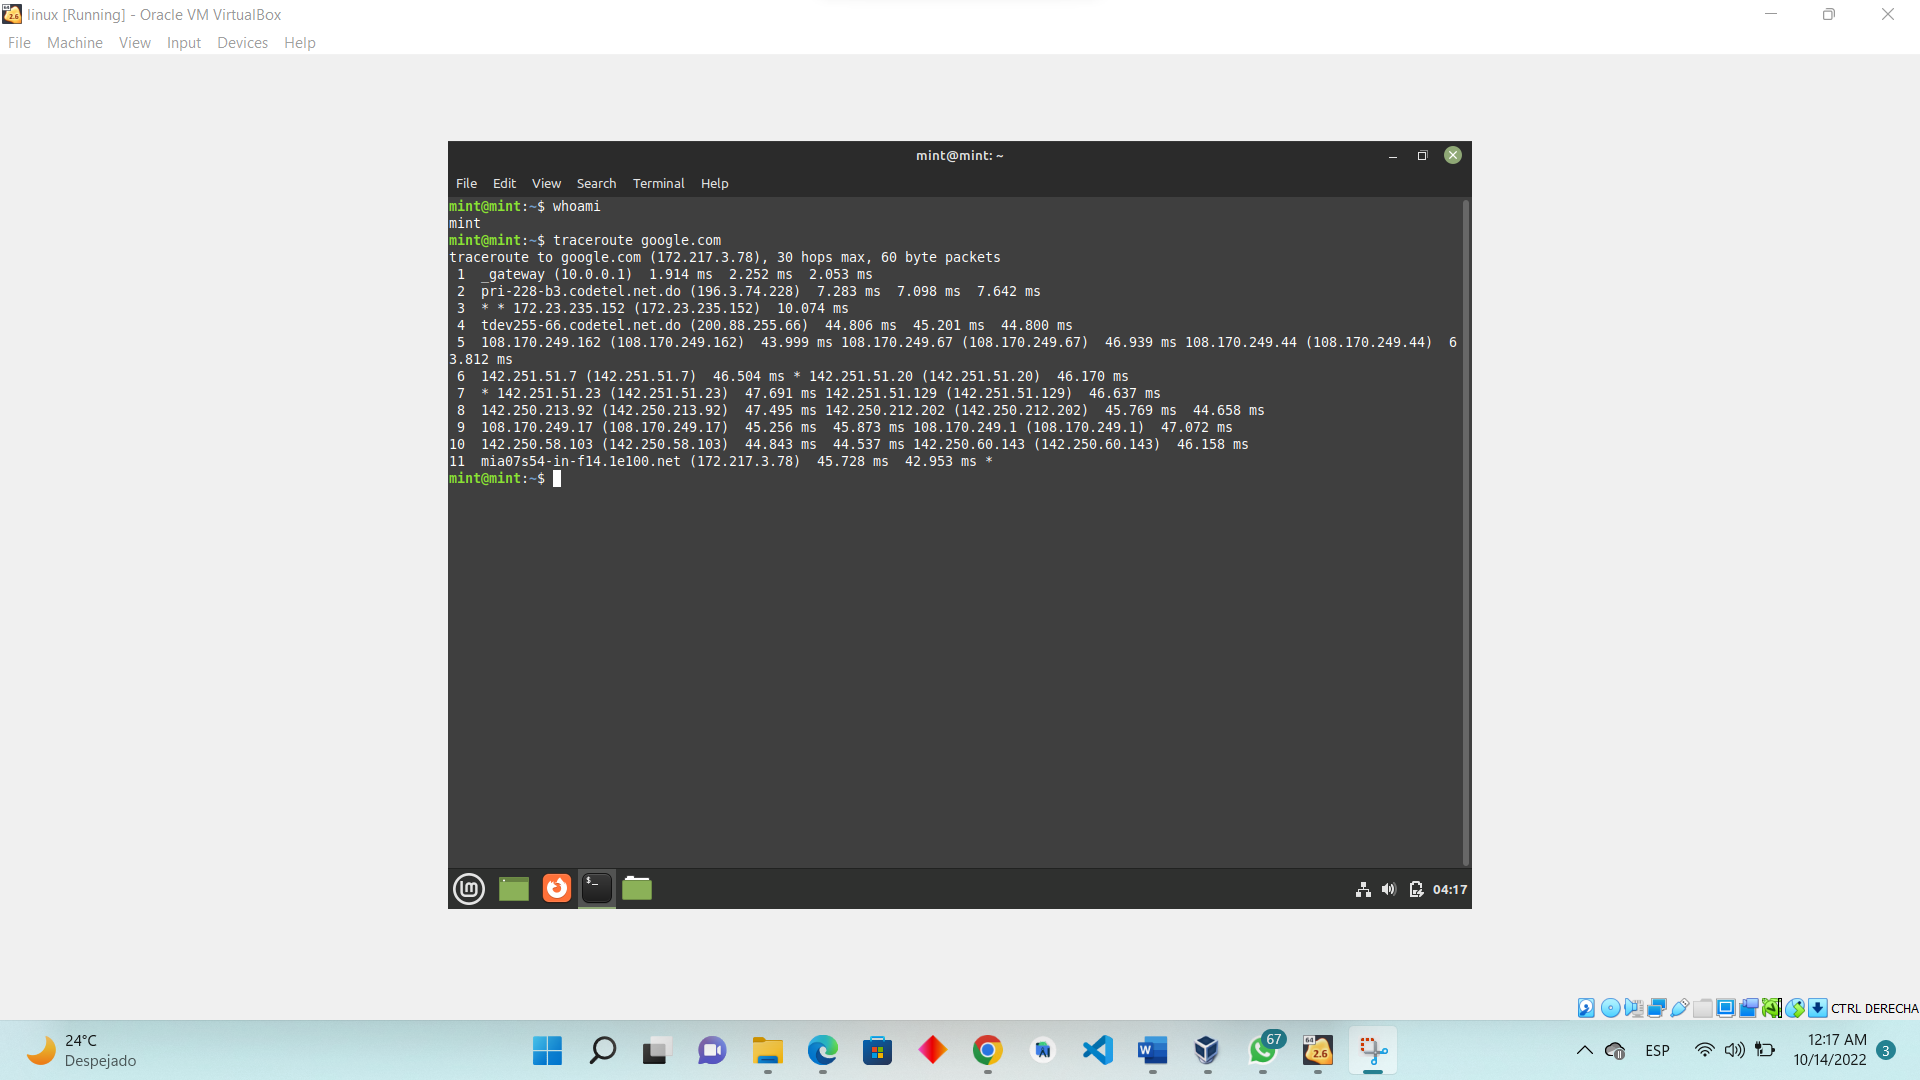 linux [Running] - Oracle VM VirtualBox
File Machine View Input Devices Help
mint@mint: ~
File Edit View Search Terminal Help
mint@mint:~$ whoami
mint
mint@mint:~$ traceroute google.com
traceroute to google.com (172.217.3.78), 30 hops max, 60 byte packets
 1  _gateway (10.0.0.1)  1.914 ms  2.252 ms  2.053 ms
 2  pri-228-b3.codetel.net.do (196.3.74.228)  7.283 ms  7.098 ms  7.642 ms
 3  * * 172.23.235.152 (172.23.235.152)  10.074 ms
 4  tdev255-66.codetel.net.do (200.88.255.66)  44.806 ms  45.201 ms  44.800 ms
 5  108.170.249.162 (108.170.249.162)  43.999 ms 108.170.249.67 (108.170.249.67)  46.939 ms 108.170.249.44 (108.170.249.44)  6
3.812 ms
 6  142.251.51.7 (142.251.51.7)  46.504 ms * 142.251.51.20 (142.251.51.20)  46.170 ms
 7  * 142.251.51.23 (142.251.51.23)  47.691 ms 142.251.51.129 (142.251.51.129)  46.637 ms
 8  142.250.213.92 (142.250.213.92)  47.495 ms 142.250.212.202 (142.250.212.202)  45.769 ms  44.658 ms
 9  108.170.249.17 (108.170.249.17)  45.256 ms  45.873 ms 108.170.249.1 (108.170.249.1)  47.072 ms
10  142.250.58.103 (142.250.58.103)  44.843 ms  44.537 ms 142.250.60.143 (142.250.60.143)  46.158 ms
11  mia07s54-in-f14.1e100.net (172.217.3.78)  45.728 ms  42.953 ms *
mint@mint:~$
04:17
CTRL DERECHA
24°C
Despejado
67
64
2.6
ESP
12:17 AM
10/14/2022
3